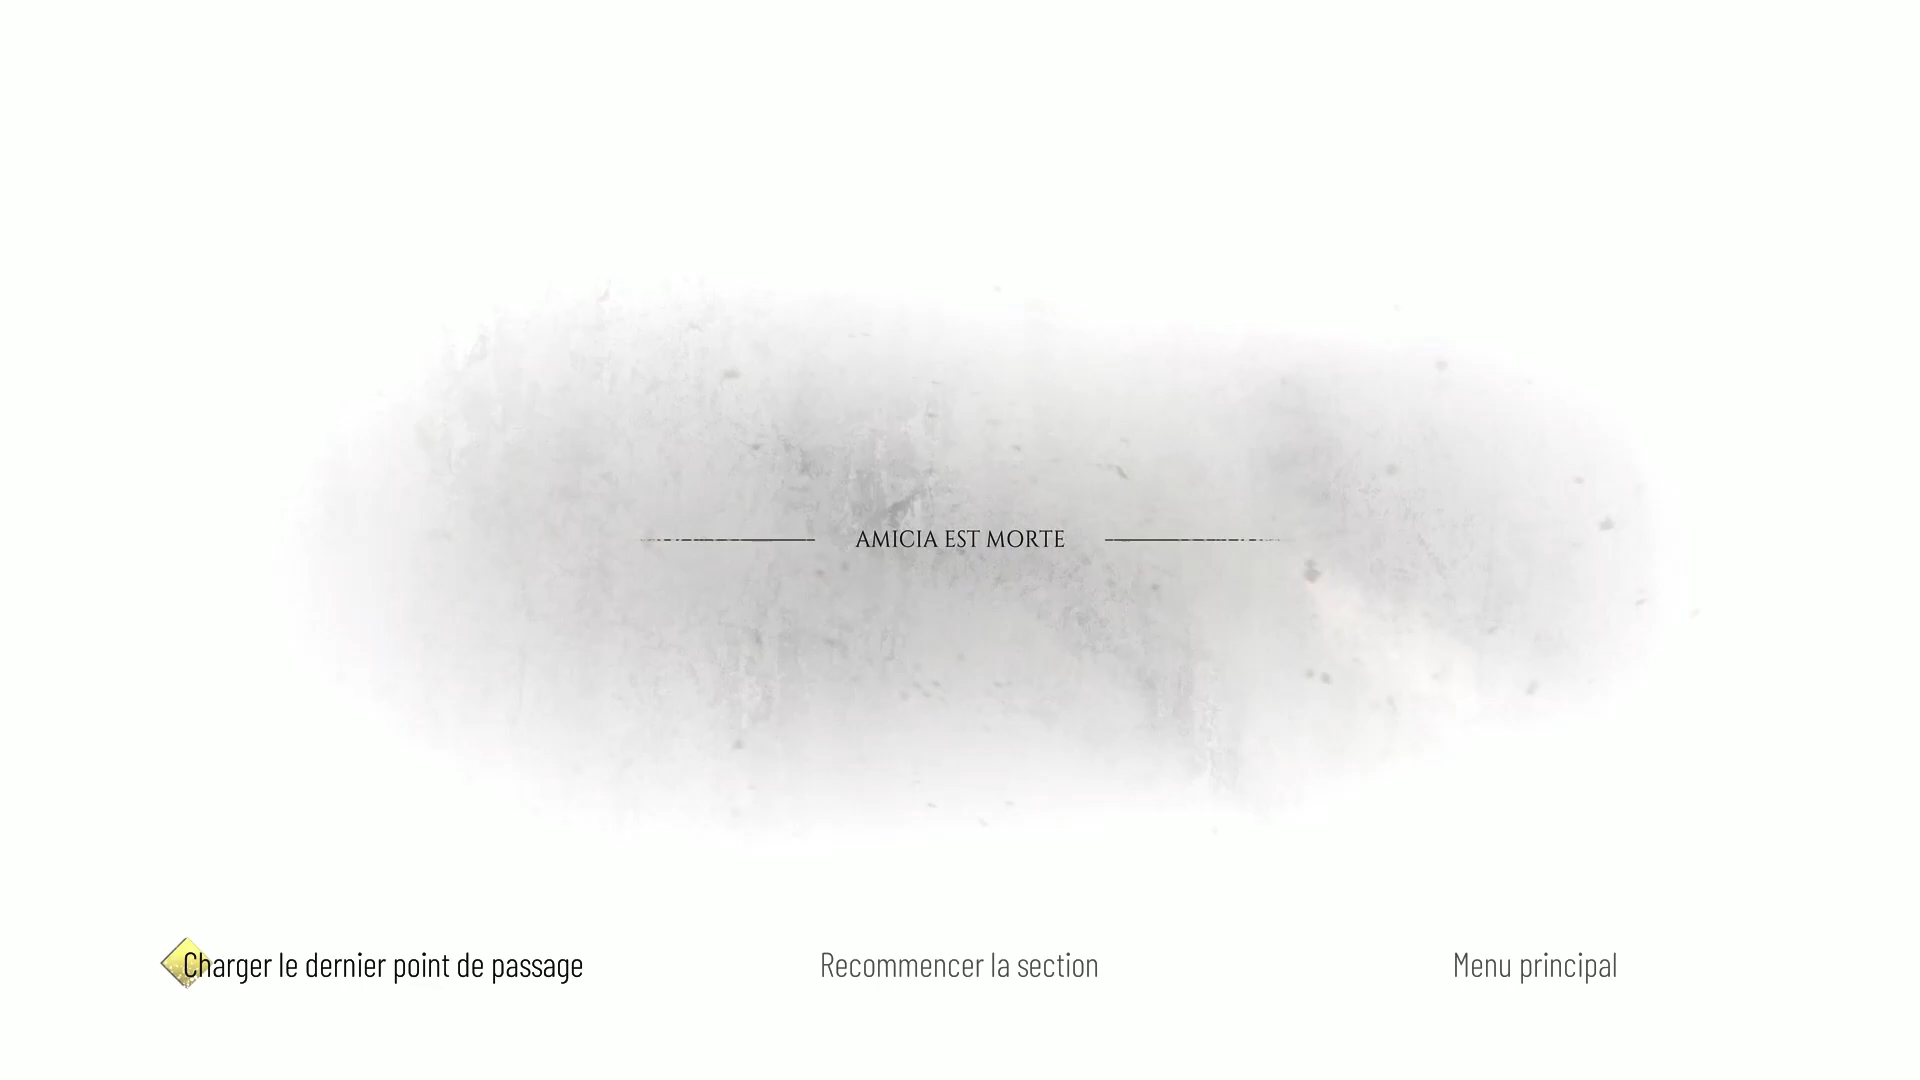 AMICIA EST MORTE
Charger le dernier point de passage
Recommencer la section
Menu principal